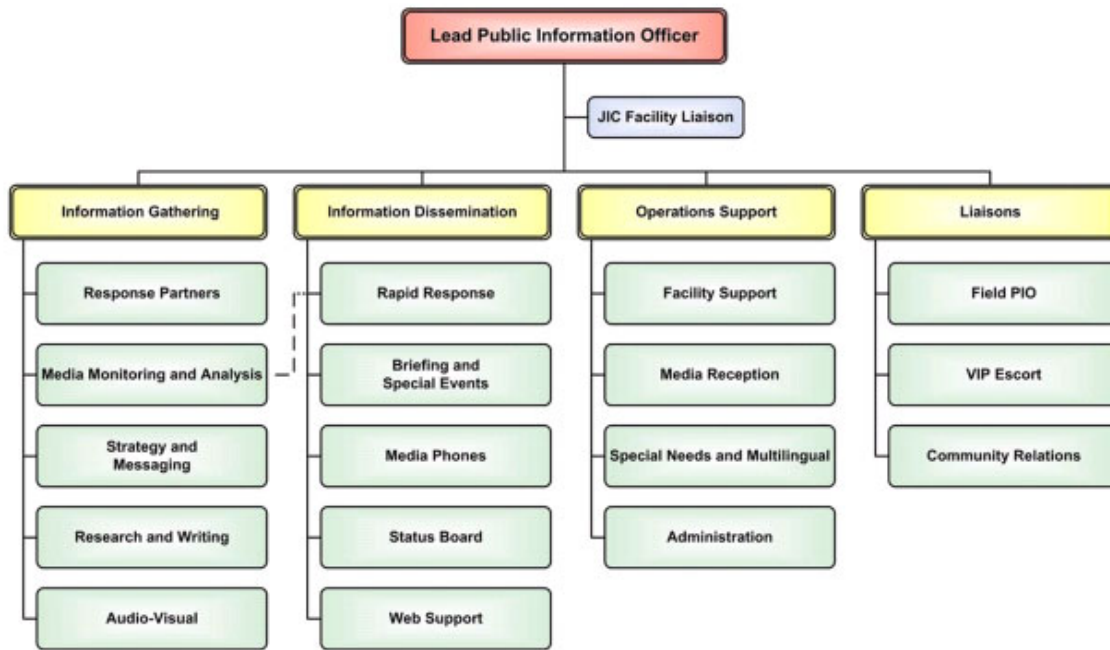 Lead Public Information Officer
JIC Facility Liaison
Information Gathering
Response Partners
Media Monitoring and Analysis
Strategy and
Messaging
Research and Writing
Audio-Visual
Information Dissemination
Rapid Response
Briefing and
Special Events
Media Phones
Status Board
Web Support
Operations Support
Facility Support
Media Reception
Special Needs and Multilingual
Administration
Liaisons
Field PIO
VIP Escort
Community Relations